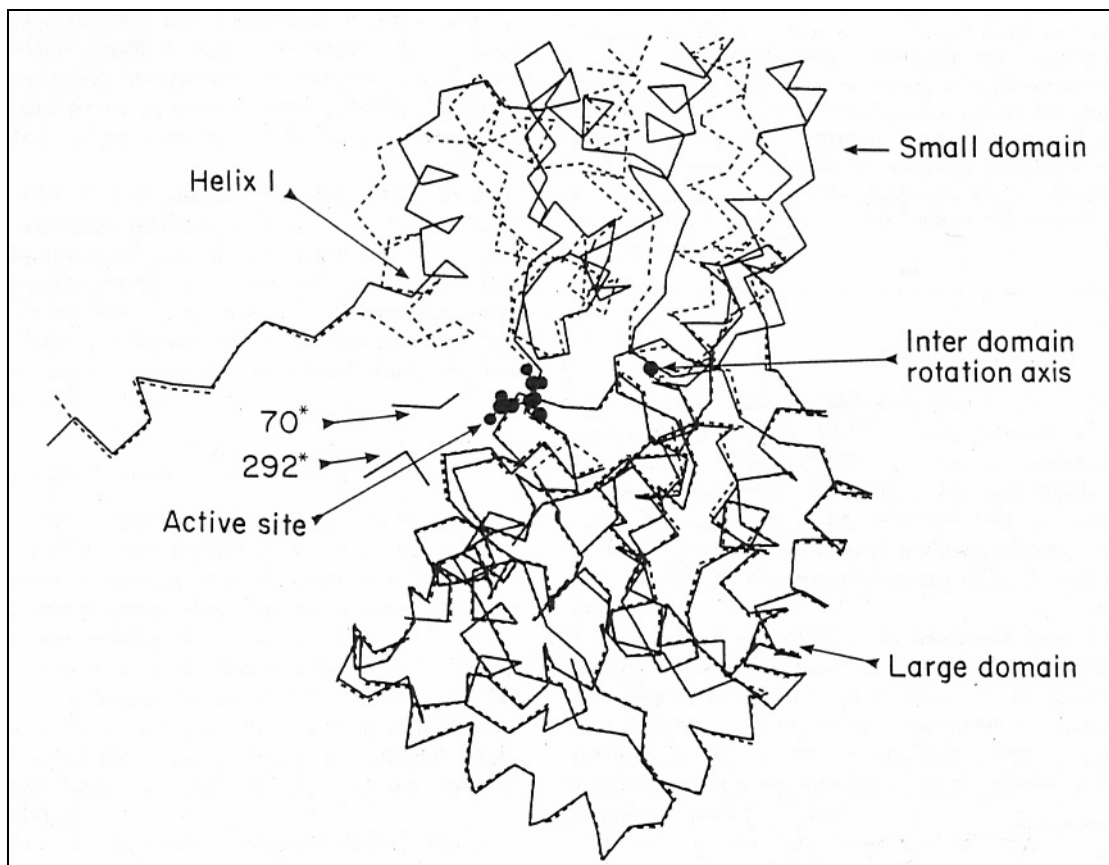 Small domain
Helix I
Inter domain
rotation axis
70*
292*
Active site
Large domain